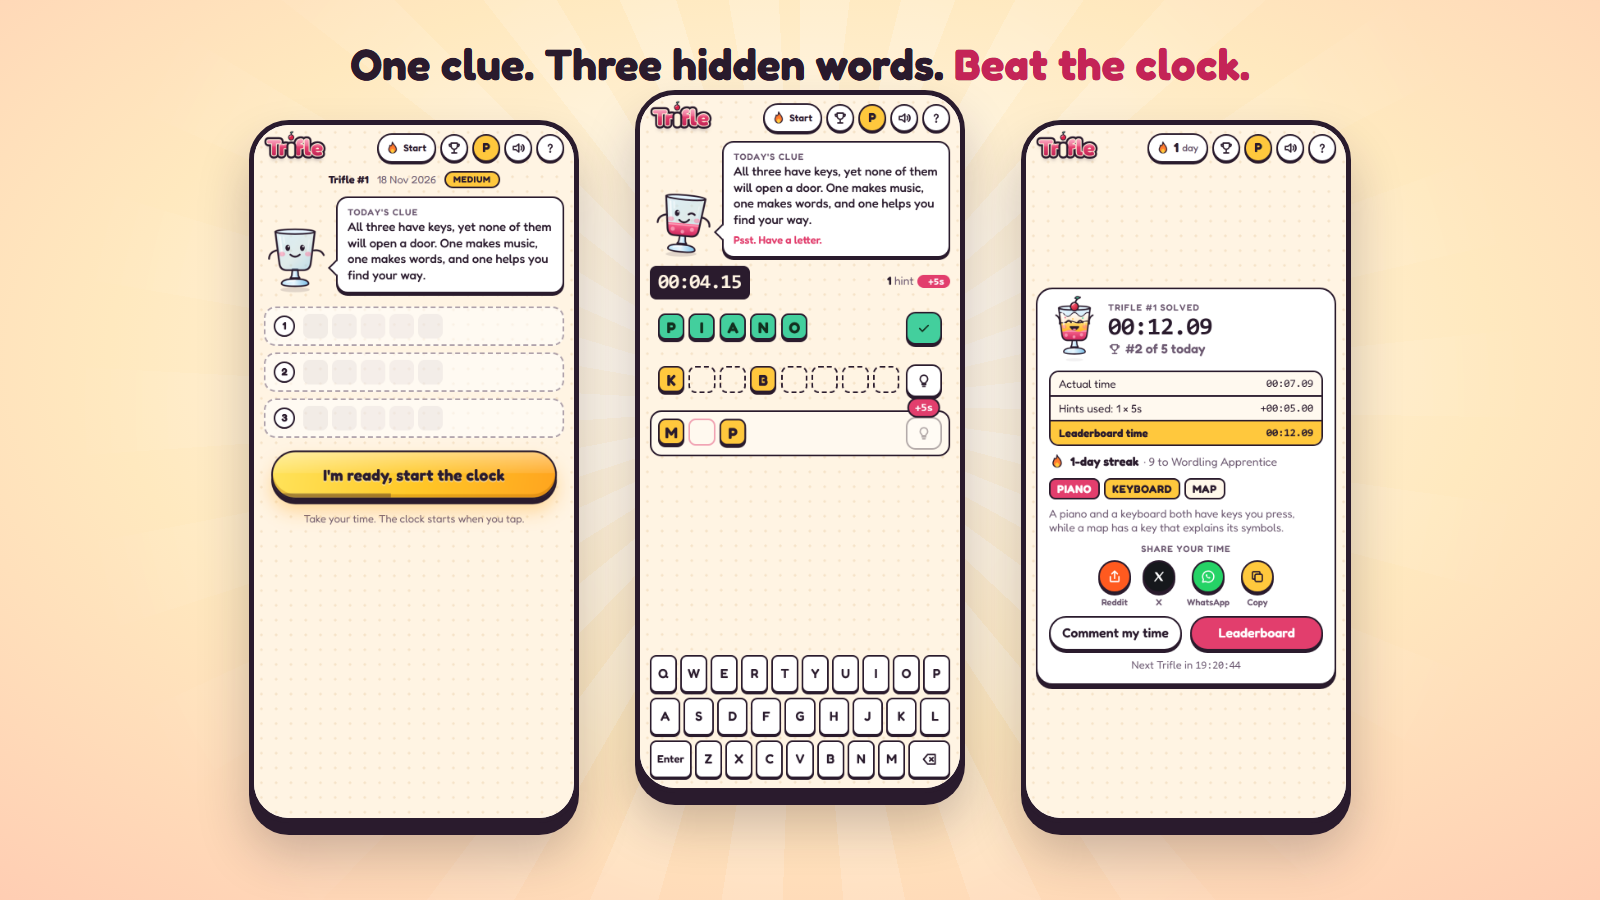 One clue. Three hidden words. Beat the clock.
Trifle
Start
P
?
Trifle #1 18 Nov 2026 MEDIUM
TODAY'S CLUE
All three have keys, yet none of them
will open a door. One makes music,
one makes words, and one helps you
find your way.
1
2
3
I'm ready, start the clock
Take your time. The clock starts when you tap.
Trifle
Start
P
?
TODAY'S CLUE
All three have keys, yet none of them
will open a door. One makes music,
one makes words, and one helps you
find your way.
Psst. Have a letter.
00:04.15
1 hint +5s
P I A N O
K B
+5s
M P
Q W E R T Y U I O P
A S D F G H J K L
Enter Z X C V B N M
Trifle
1 day
P
?
TRIFLE #1 SOLVED
00:12.09
#2 of 5 today
Actual time 00:07.09
Hints used: 1 × 5s +00:05.00
Leaderboard time 00:12.09
1-day streak · 9 to Wordling Apprentice
PIANO KEYBOARD MAP
A piano and a keyboard both have keys you press,
while a map has a key that explains its symbols.
SHARE YOUR TIME
X
Reddit X WhatsApp Copy
Comment my time Leaderboard
Next Trifle in 19:20:44